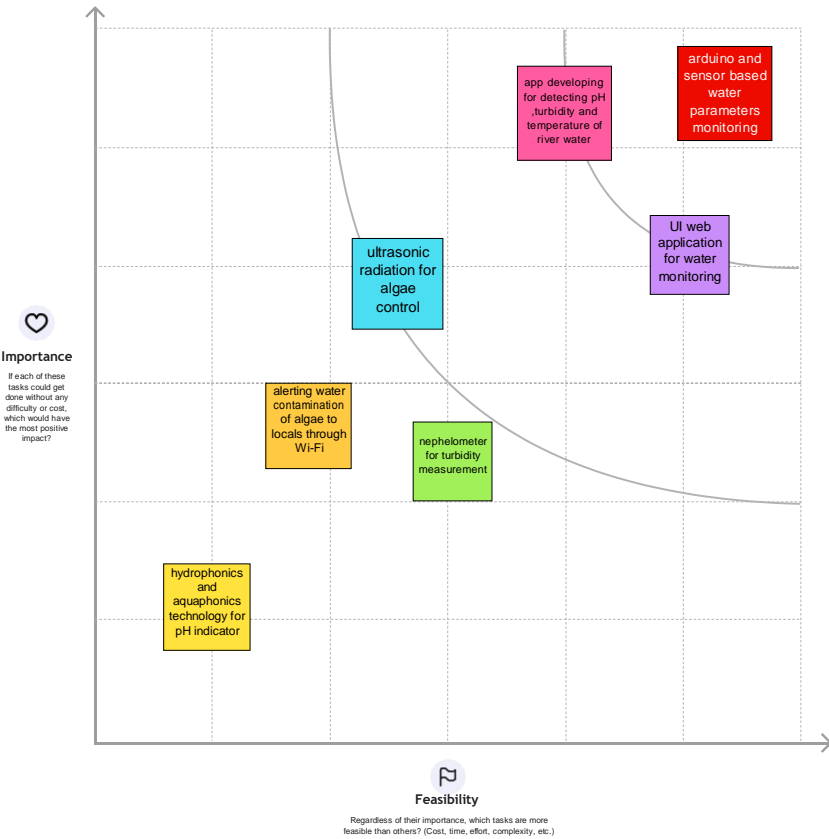 arduino and
sensor based
water
parameters
monitoring
app developing
for detecting pH
,turbidity and
temperature of
river water
UI web
application
for water
monitoring
ultrasonic
radiation for
algae
control
alerting water
contamination
of algae to
locals through
Wi-Fi
nephelometer
for turbidity
measurement
hydrophonics
and
aquaphonics
technology for
pH indicator
Importance
If each of these
tasks could get
done without any
difficulty or cost,
which would have
the most positive
impact?
Feasibility
Regardless of their importance, which tasks are more
feasible than others? (Cost, time, effort, complexity, etc.)